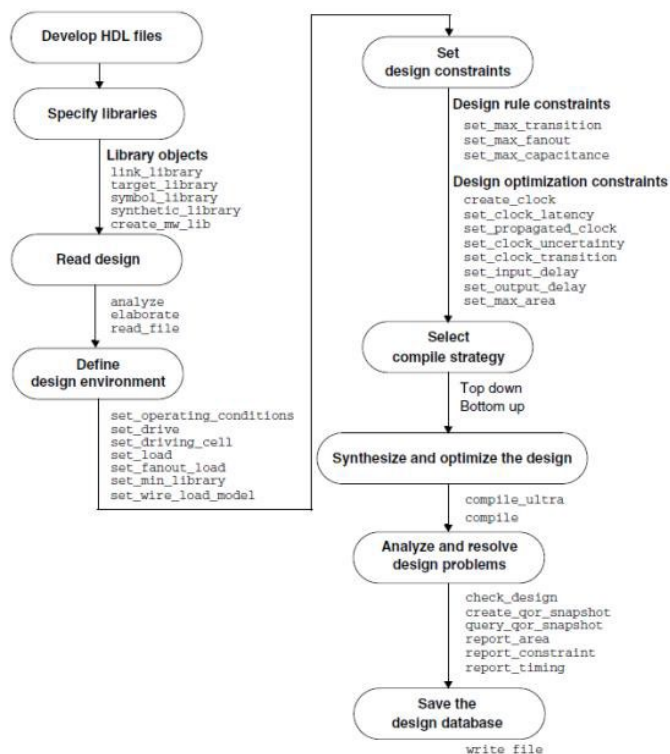 Develop HDL files
Specify libraries
Library objects
link_library
target_library
symbol_library
synthetic_library
create_mw_lib
Read design
analyze
elaborate
read_file
Define
design environment
set_operating_conditions
set_drive
set_driving_cell
set_load
set_fanout_load
set_min_library
set_wire_load_model
Set
design constraints
Design rule constraints
set_max_transition
set_max_fanout
set_max_capacitance
Design optimization constraints
create_clock
set_clock_latency
set_propagated_clock
set_clock_uncertainty
set_clock_transition
set_input_delay
set_output_delay
set_max_area
Select
compile strategy
Top down
Bottom up
Synthesize and optimize the design
compile_ultra
compile
Analyze and resolve
design problems
check_design
create_qor_snapshot
query_qor_snapshot
report_area
report_constraint
report_timing
Save the
design database
write_file